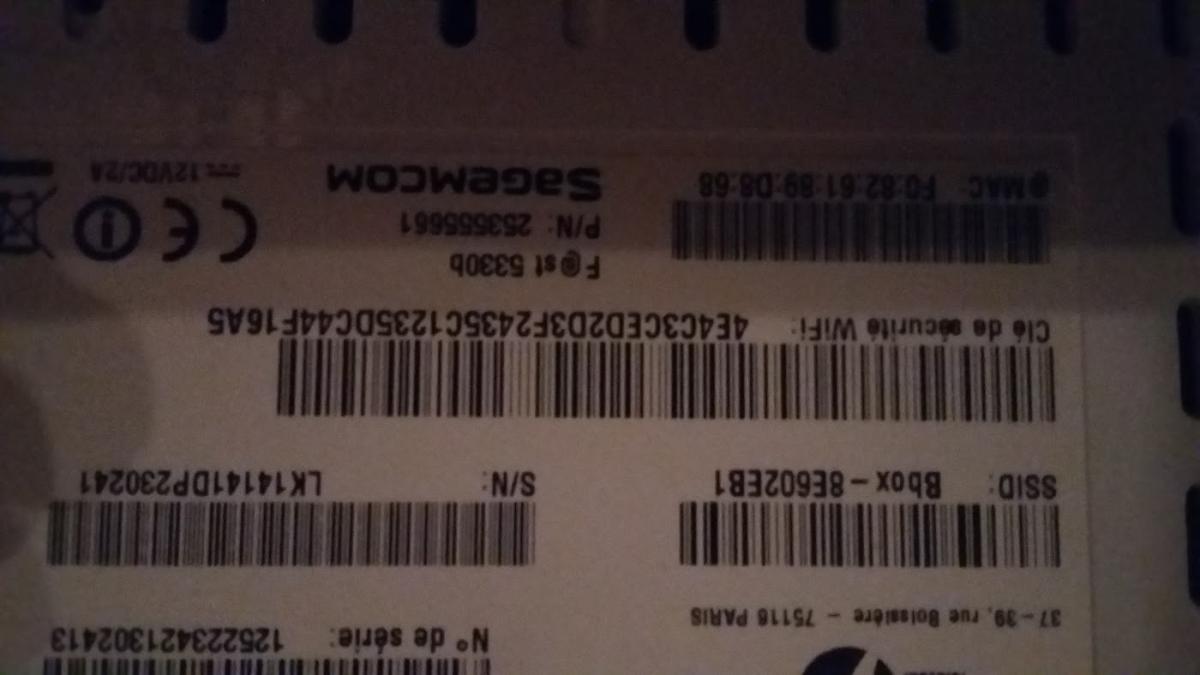 N° de série: 125223421302413
37-39, rue Boissière - 75116 PARIS
SSID: Bbox-8E602EB1
S/N: LK14141DP230241
Clé de sécurité WiFi: 4E4C3CED2D3F2435C1235DC44F16A5
F@st 5330b
P/N: 253555661
SAGEMCOM
@MAC: F0:82:61:89:D8:68
CE
12VDC/2A